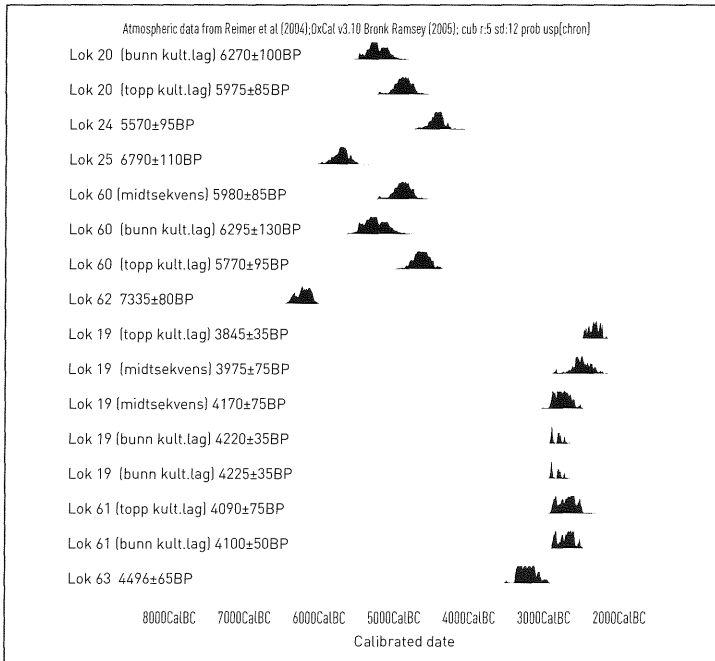 Atmospheric data from Reimer et al (2004);OxCal v3.10 Bronk Ramsey (2005); cub r:5 sd:12 prob usp[chron]
Lok 20 (bunn kult.lag) 6270±100BP
Lok 20 (topp kult.lag) 5975±85BP
Lok 24 5570±95BP
Lok 25 6790±110BP
Lok 60 (midtsekvens) 5980±85BP
Lok 60 (bunn kult.lag) 6295±130BP
Lok 60 (topp kult.lag) 5770±95BP
Lok 62 7335±80BP
Lok 19 (topp kult.lag) 3845±35BP
Lok 19 (midtsekvens) 3975±75BP
Lok 19 (midtsekvens) 4170±75BP
Lok 19 (bunn kult.lag) 4220±35BP
Lok 19 (bunn kult.lag) 4225±35BP
Lok 61 (topp kult.lag) 4090±75BP
Lok 61 (bunn kult.lag) 4100±50BP
Lok 63 4496±65BP
8000CalBC 7000CalBC 6000CalBC 5000CalBC 4000CalBC 3000CalBC 2000CalBC
Calibrated date